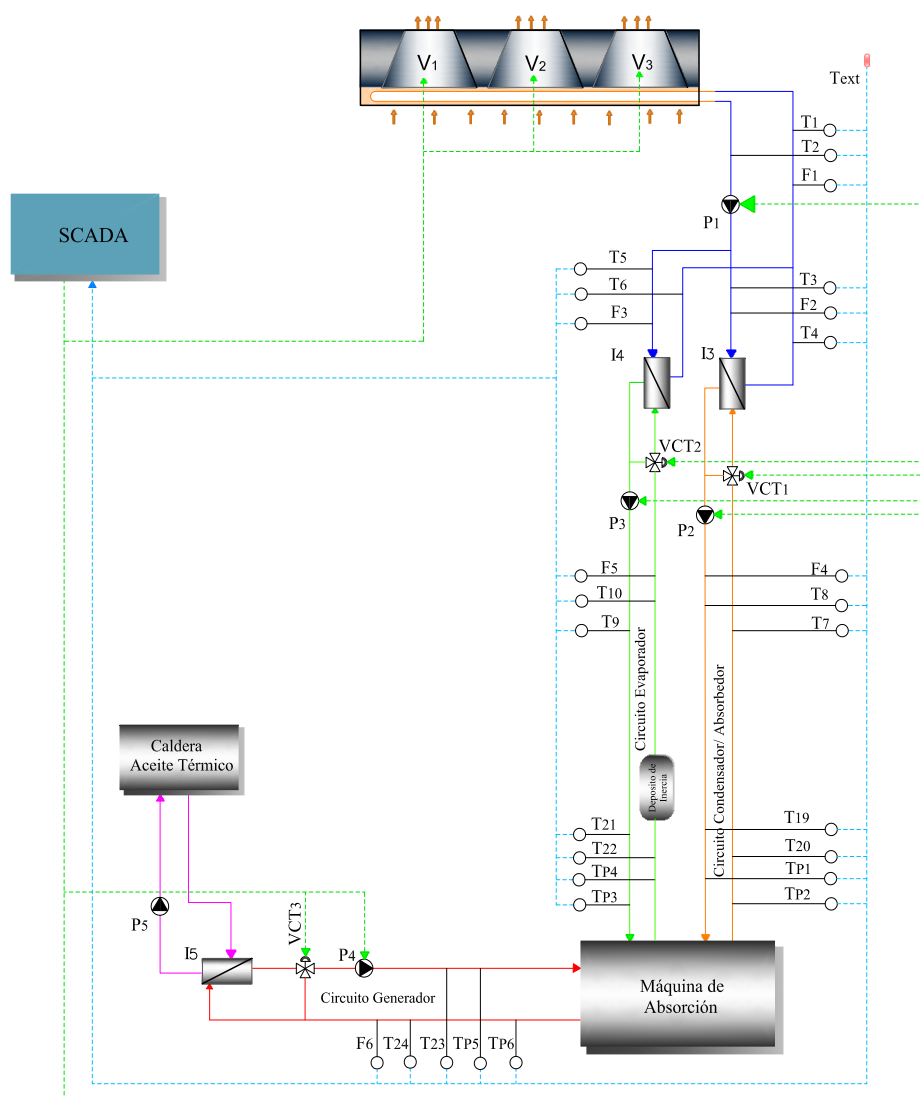 V1
V2
V3
Text
T1
T2
F1
P1
SCADA
T5
T6
F3
T3
F2
T4
I4
I3
VCT2
VCT1
P3
P2
F5
T10
T9
F4
T8
T7
Circuito Evaporador
Circuito Condensador/ Absorbedor
Caldera
Aceite Térmico
Deposito de
Inercia
T21
T22
TP4
TP3
T19
T20
TP1
TP2
P5
I5
VCT3
P4
Circuito Generador
Máquina de
Absorción
F6
T24
T23
TP5
TP6